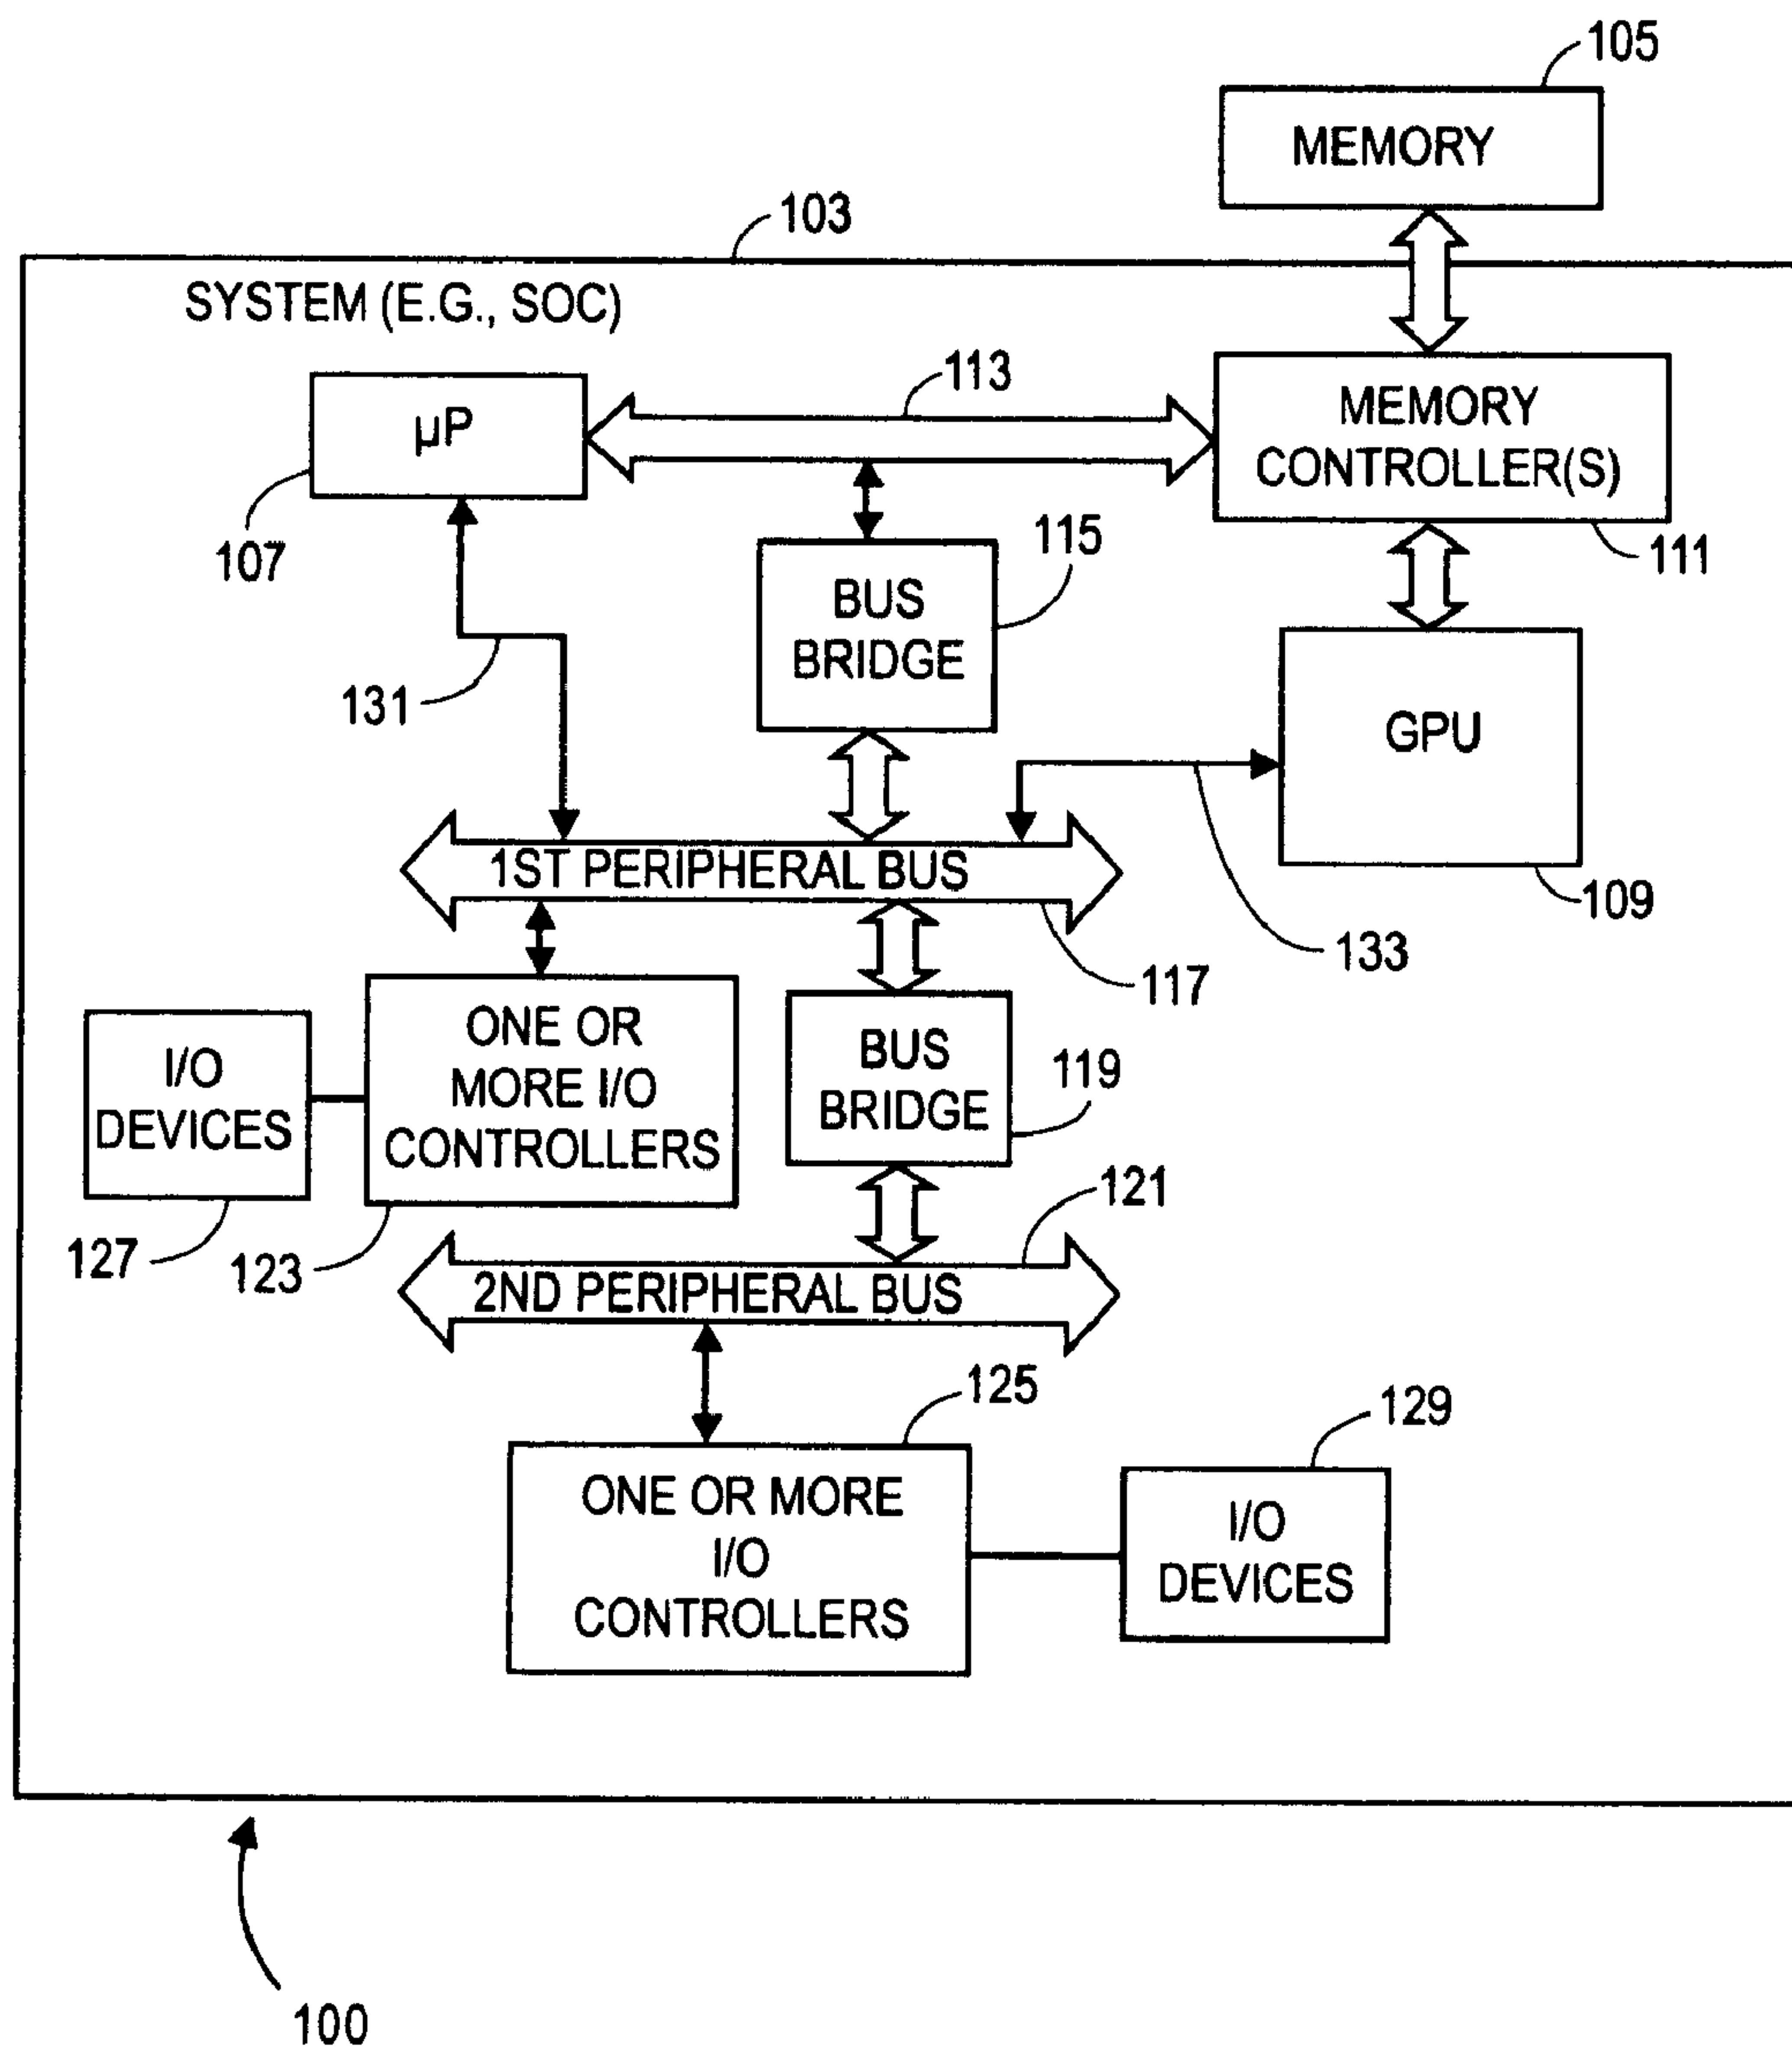 105
MEMORY
103
SYSTEM (E.G., SOC)
113
µP
MEMORY
CONTROLLER(S)
107
115
111
BUS
BRIDGE
131
GPU
1ST PERIPHERAL BUS
109
133
117
ONE OR
MORE I/O
CONTROLLERS
I/O
DEVICES
BUS
BRIDGE
119
121
127
123
2ND PERIPHERAL BUS
125
129
ONE OR MORE
I/O
CONTROLLERS
I/O
DEVICES
100